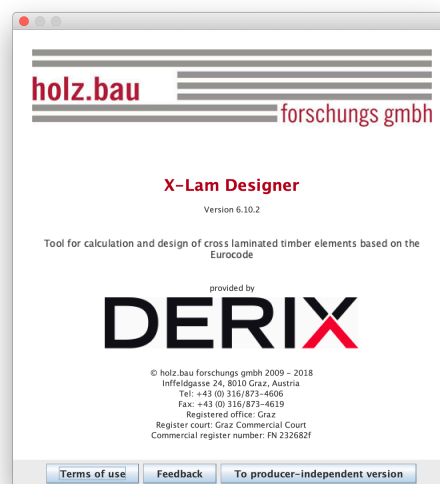 holz.bau
forschungs gmbh
X-Lam Designer
Version 6.10.2
Tool for calculation and design of cross laminated timber elements based on the
Eurocode
provided by
DERIX
© holz.bau forschungs gmbh 2009 - 2018
Inffeldgasse 24, 8010 Graz, Austria
Tel: +43 (0) 316/873-4606
Fax: +43 (0) 316/873-4619
Registered office: Graz
Register court: Graz Commercial Court
Commercial register number: FN 232682f
Terms of use Feedback To producer-independent version